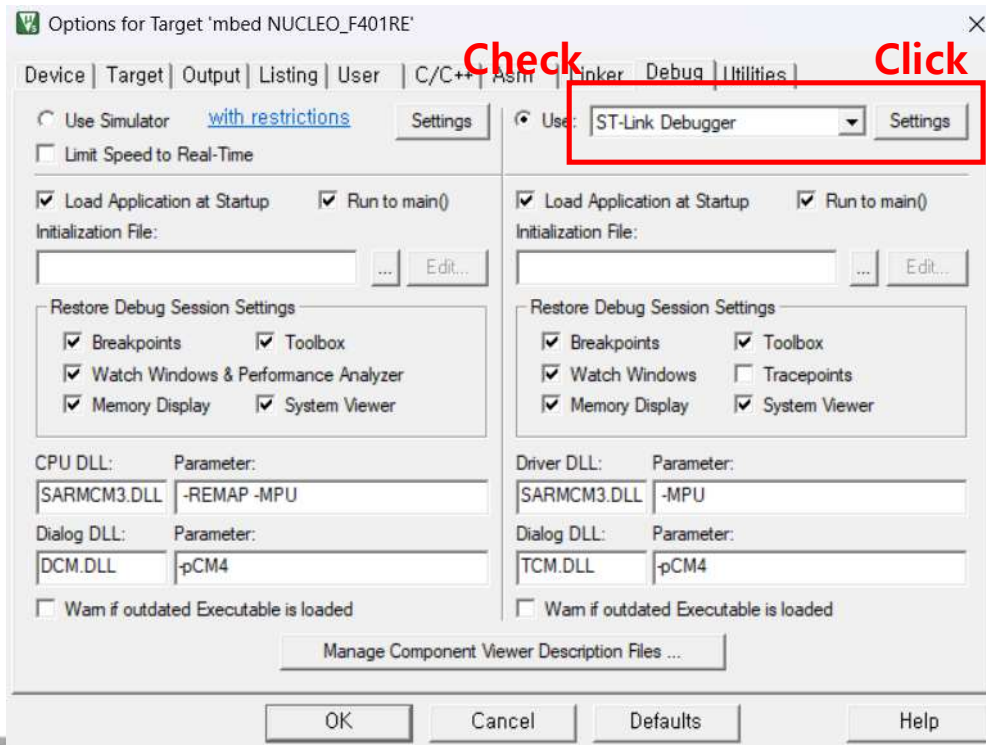 Options for Target 'mbed NUCLEO_F401RE'
Check
Click
Device | Target | Output | Listing | User | C/C++ | Asm | Linker Debug | Utilities |
Use Simulator with restrictions Settings
Use: ST-Link Debugger Settings
Limit Speed to Real-Time
Load Application at Startup Run to main()
Load Application at Startup Run to main()
Initialization File:
Initialization File:
... Edit...
... Edit...
Restore Debug Session Settings
Breakpoints Toolbox
Watch Windows & Performance Analyzer
Memory Display System Viewer
Restore Debug Session Settings
Breakpoints Toolbox
Watch Windows Tracepoints
Memory Display System Viewer
CPU DLL: Parameter:
SARMCM3.DLL -REMAP -MPU
Dialog DLL: Parameter:
DCM.DLL -pCM4
Warn if outdated Executable is loaded
Driver DLL: Parameter:
SARMCM3.DLL -MPU
Dialog DLL: Parameter:
TCM.DLL -pCM4
Warn if outdated Executable is loaded
Manage Component Viewer Description Files ...
OK Cancel Defaults Help